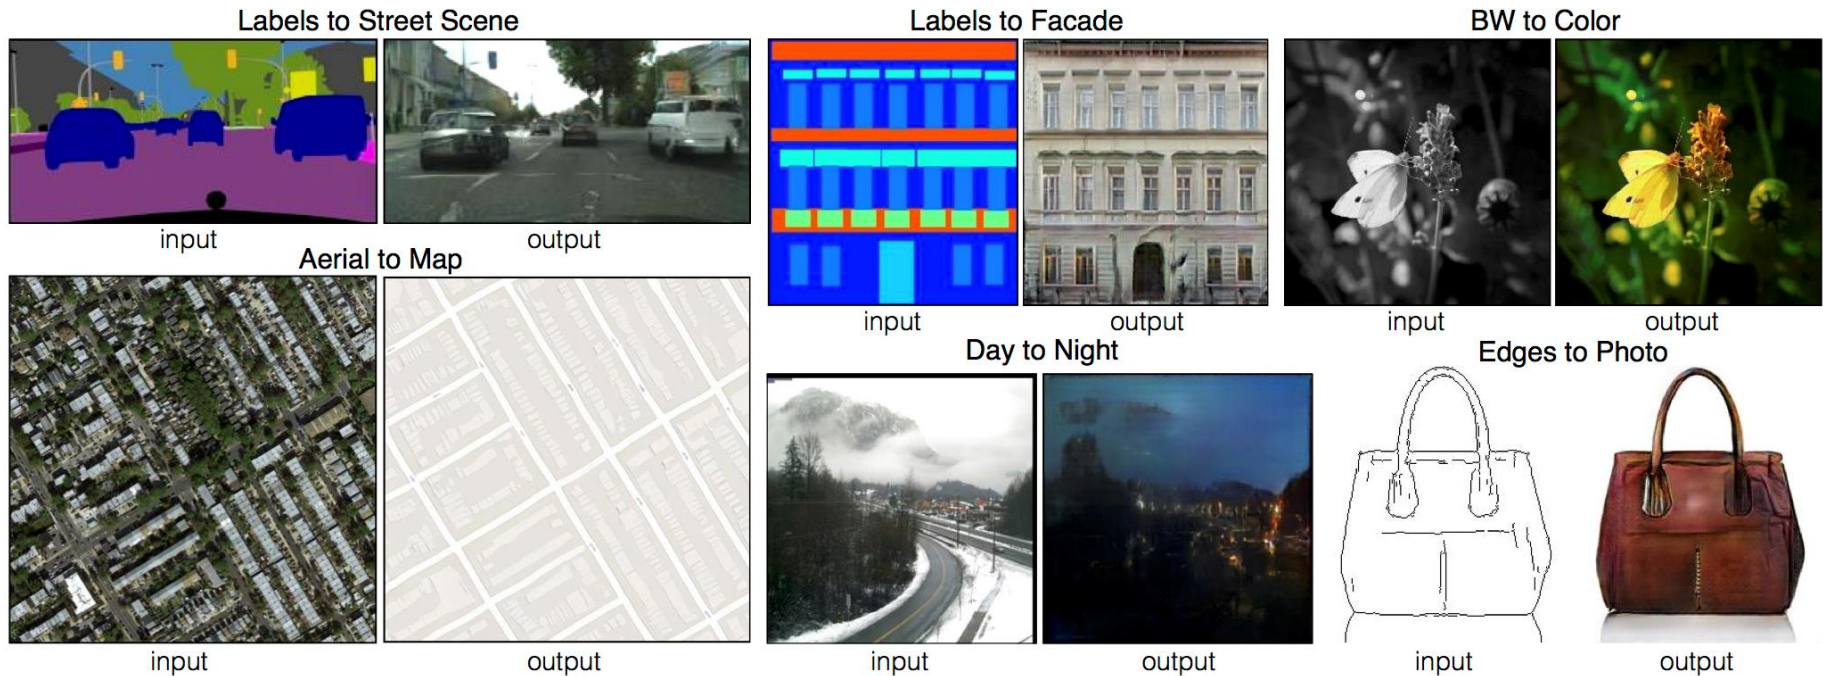 Labels to Street Scene
input
output
Aerial to Map
input
output
Labels to Facade
input
output
BW to Color
input
output
Day to Night
input
output
Edges to Photo
input
output